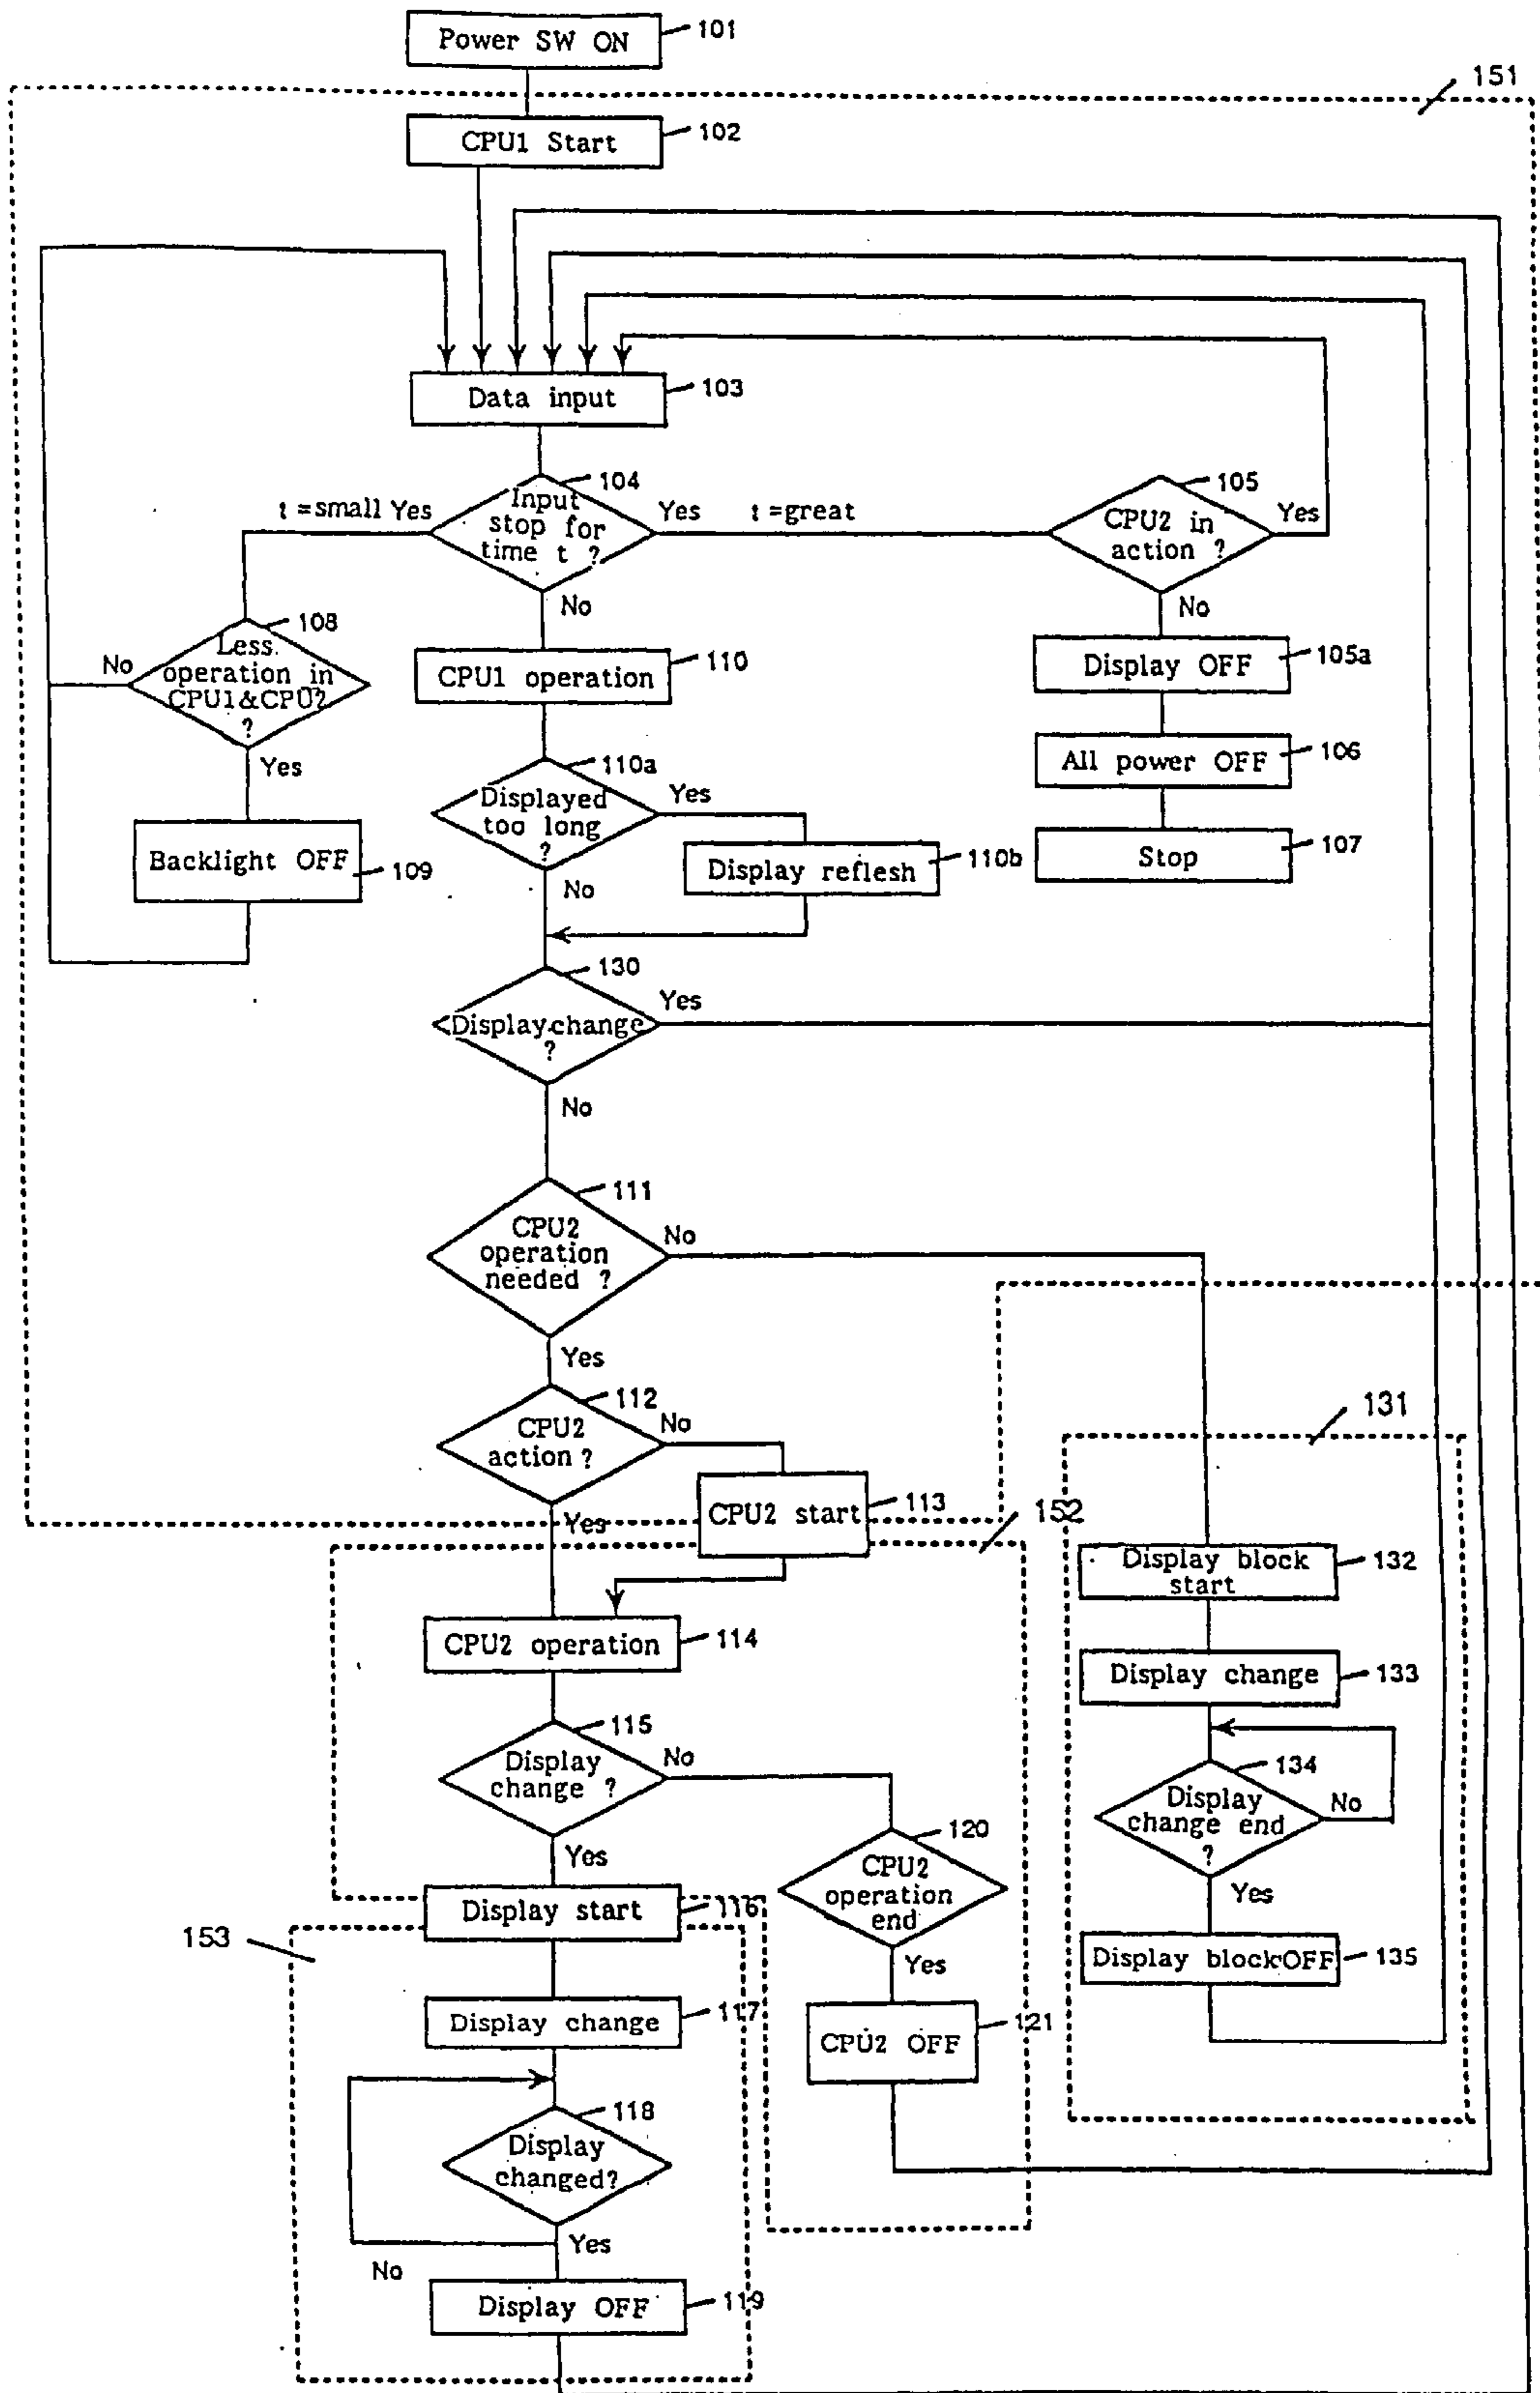 Power SW ON
101
151
CPU1 Start
102
Data input
103
104
Input
stop for
time t ?
t=small Yes
Yes t=great
No
105
CPU2 in
action ?
Yes
No
108
Less.
operation in
CPU1&CPU2
?
No
Yes
CPU1 operation
110
Display OFF
105a
110a
Displayed
too long
?
Yes
No
All power OFF
106
Backlight OFF
109
Display reflesh
110b
Stop
107
130
Display change
?
Yes
No
111
CPU2
operation
needed ?
No
Yes
112
CPU2
action ?
No
Yes
131
CPU2 start
113
152
Display block
start
132
CPU2 operation
114
Display change
133
115
Display
change ?
No
Yes
134
Display
change end
?
No
Yes
120
CPU2
operation
end
Yes
Display start
116
153
Display block OFF
135
Display change
117
CPU2 OFF
121
118
Display
changed?
Yes
No
Display OFF
119